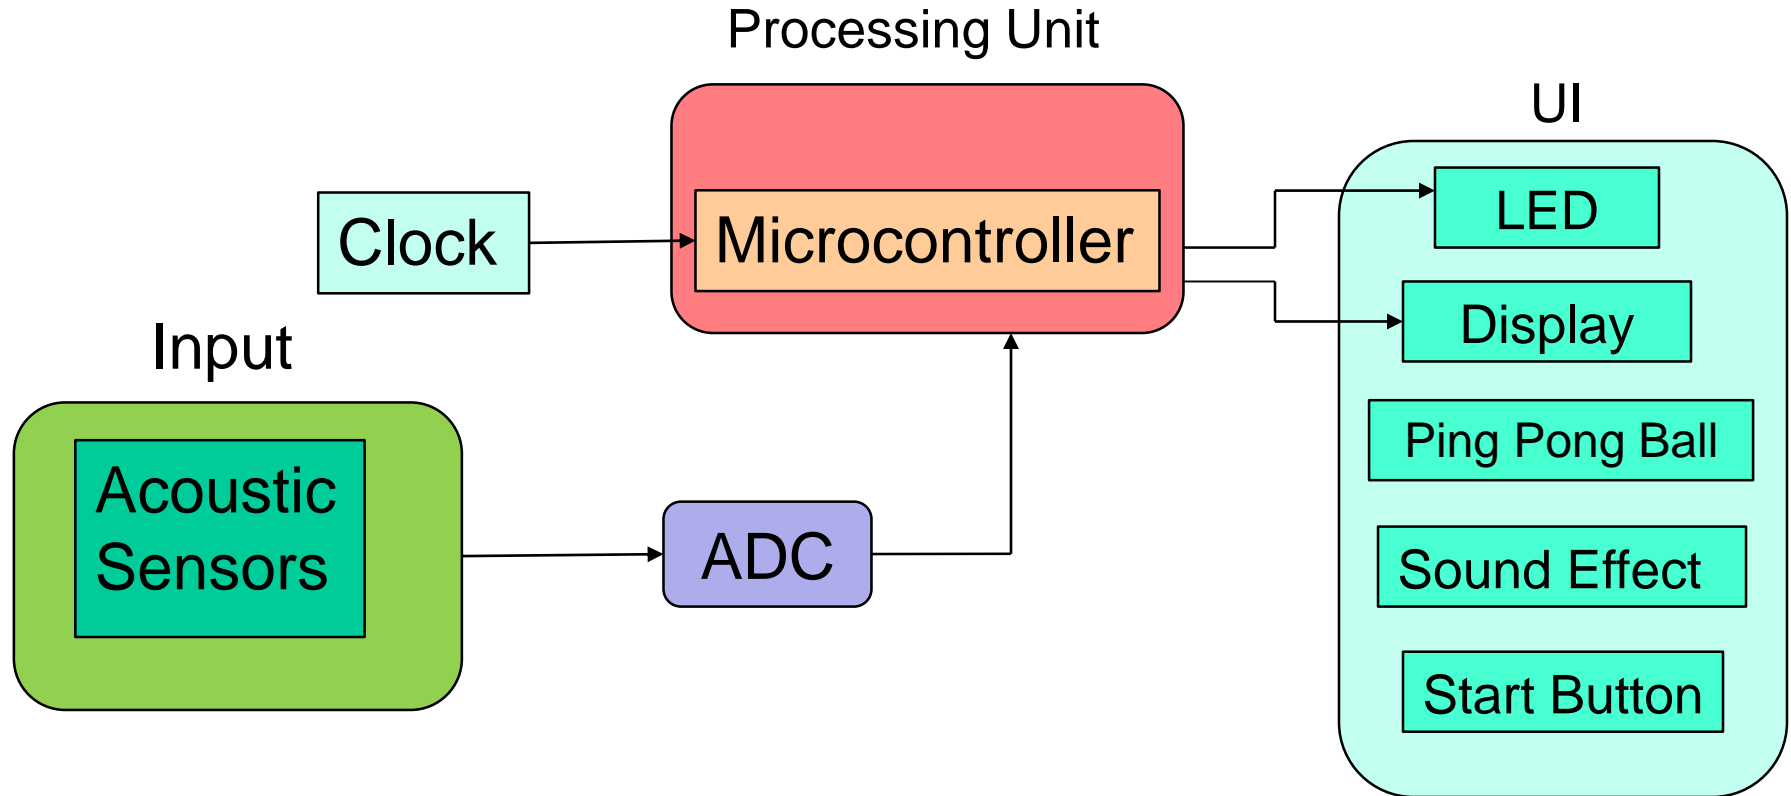 Processing Unit
UI
Clock
Microcontroller
LED
Display
Input
Acoustic
Sensors
ADC
Ping Pong Ball
Sound Effect
Start Button